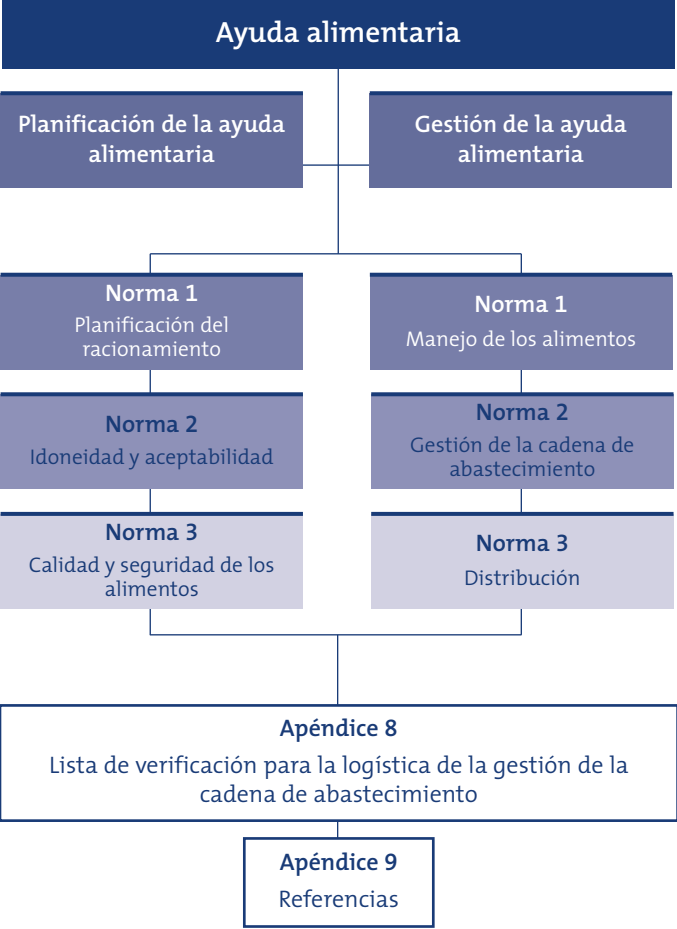 Ayuda alimentaria
Planificación de la ayuda
alimentaria
Gestión de la ayuda
alimentaria
Norma 1
Planificación del
racionamiento
Norma 1
Manejo de los alimentos
Norma 2
Idoneidad y aceptabilidad
Norma 2
Gestión de la cadena de
abastecimiento
Norma 3
Calidad y seguridad de los
alimentos
Norma 3
Distribución
Apéndice 8
Lista de verificación para la logística de la gestión de la
cadena de abastecimiento
Apéndice 9
Referencias